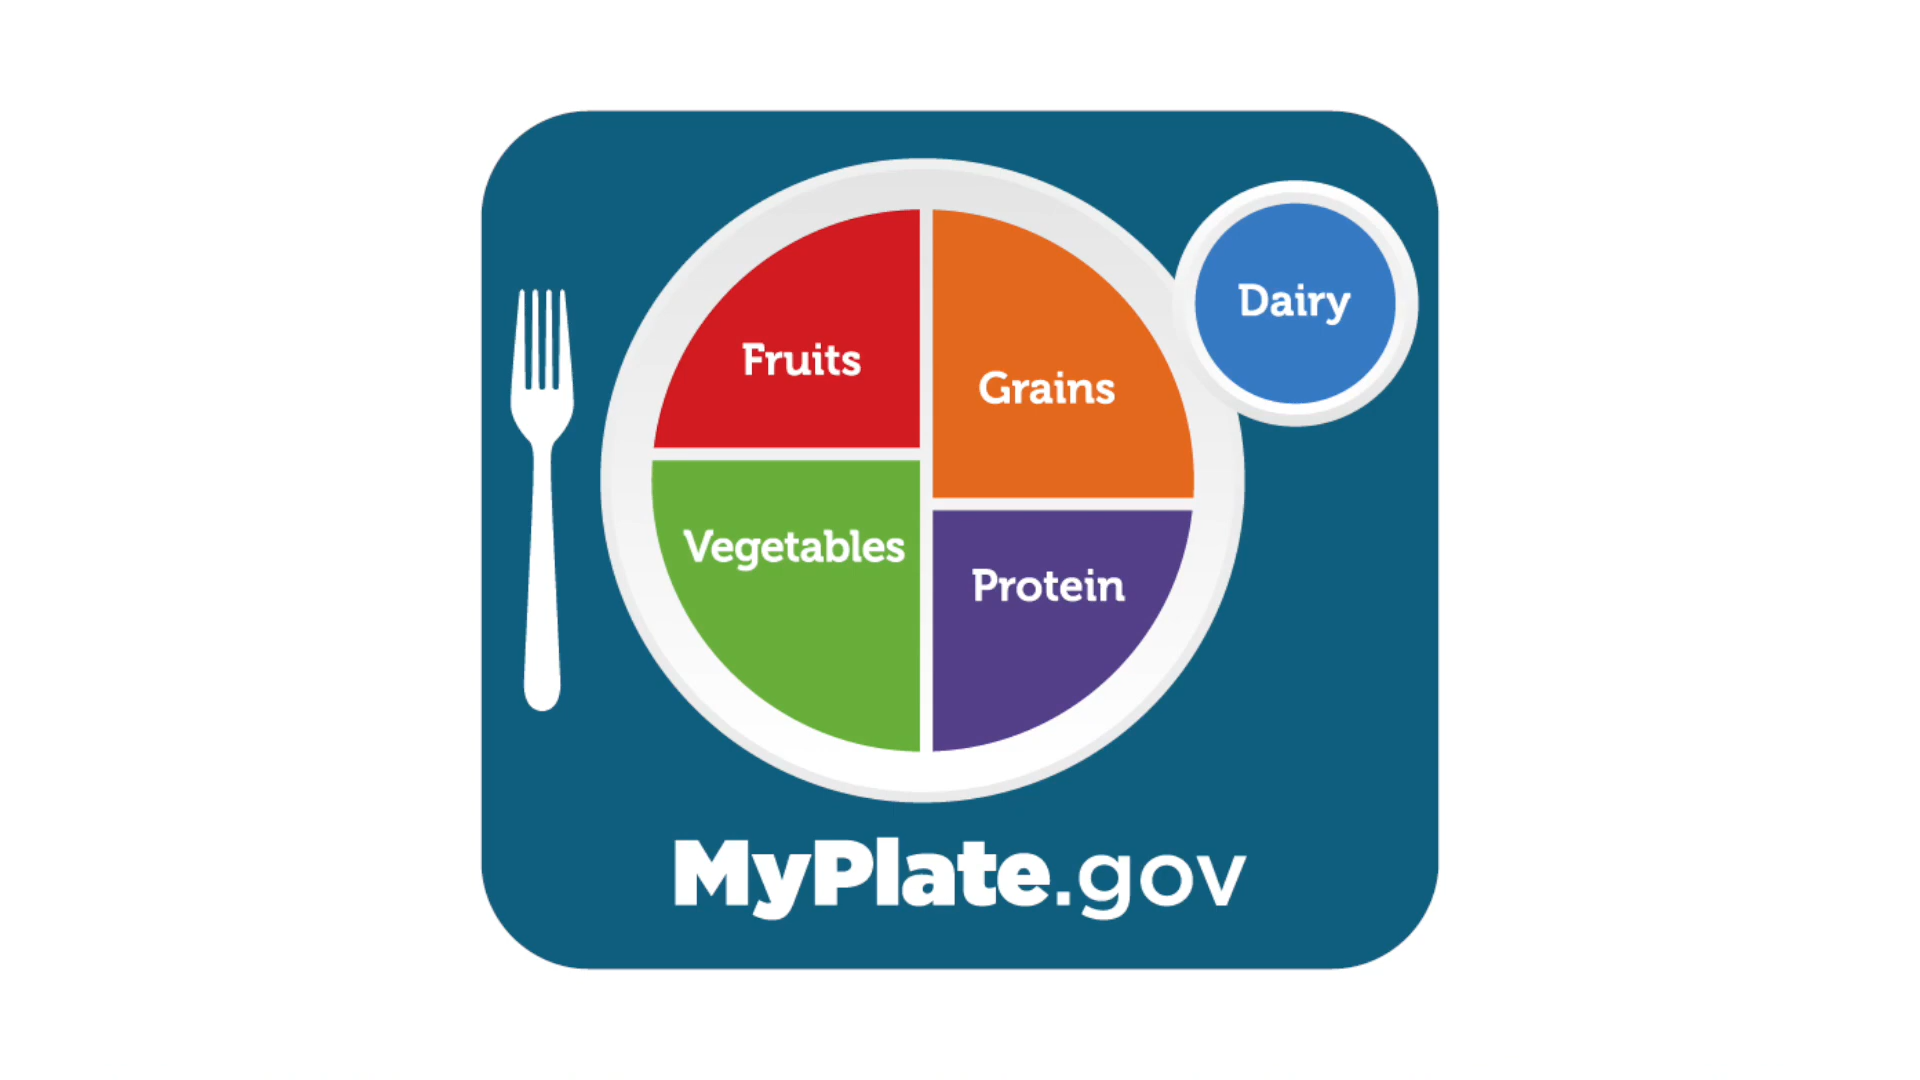 Dairy
Fruits
Grains
Vegetables
Protein
MyPlate.gov